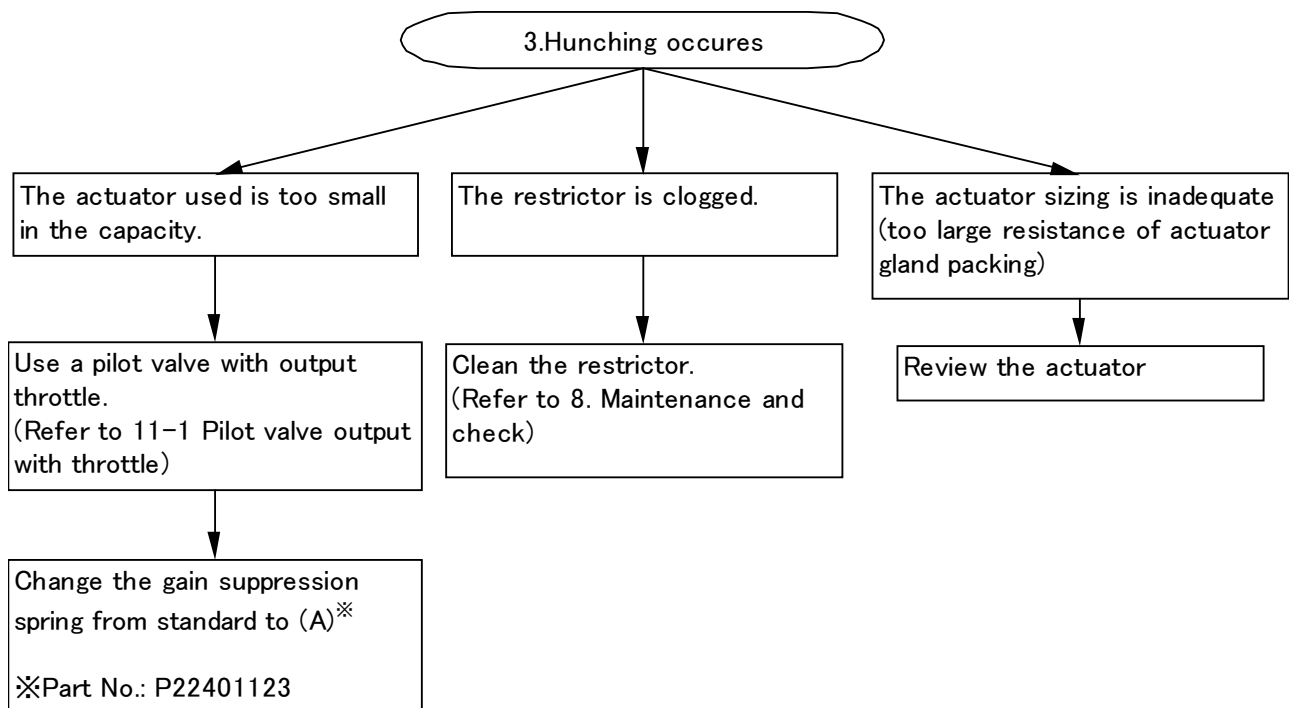 3.Hunching occures
The actuator used is too small
in the capacity.
The restrictor is clogged.
The actuator sizing is inadequate
(too large resistance of actuator
gland packing)
Use a pilot valve with output
throttle.
(Refer to 11-1 Pilot valve output
with throttle)
Clean the restrictor.
(Refer to 8. Maintenance and
check)
Review the actuator
Change the gain suppression
spring from standard to (A)※
※Part No.: P22401123